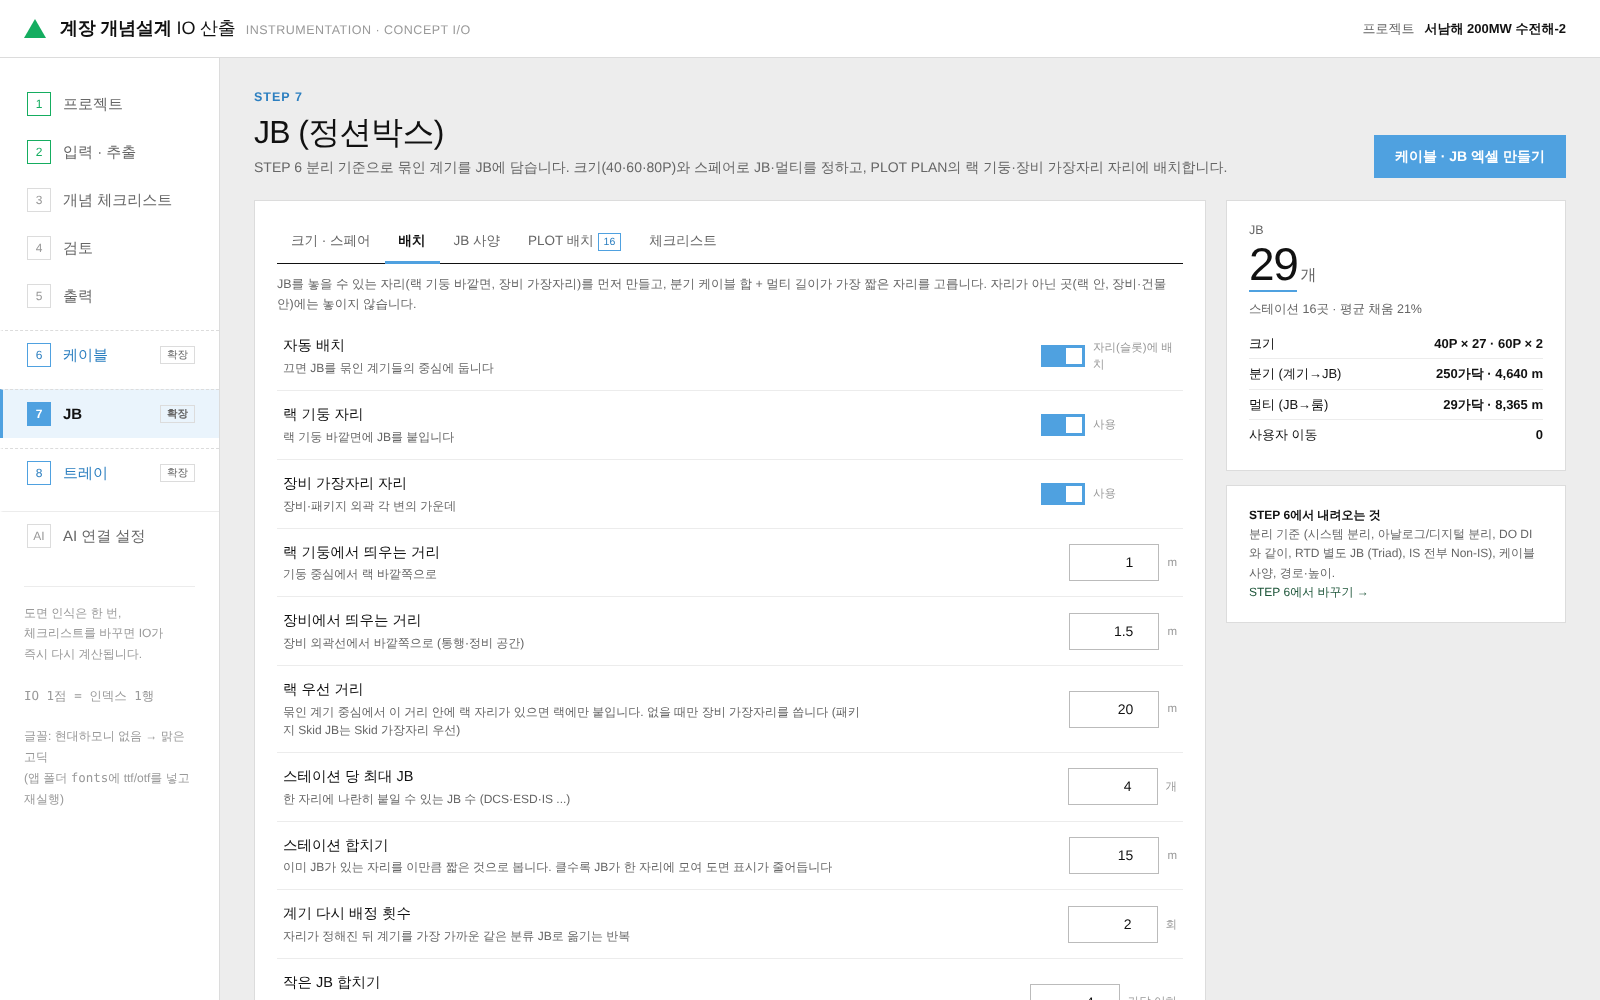 계장 개념설계 IO 산출 INSTRUMENTATION · CONCEPT I/O
프로젝트 서남해 200MW 수전해-2
1 프로젝트
2 입력 · 추출
3 개념 체크리스트
4 검토
5 출력
6 케이블 확장
7 JB 확장
8 트레이 확장
AI AI 연결 설정
도면 인식은 한 번,
체크리스트를 바꾸면 IO가
즉시 다시 계산됩니다.
IO 1점 = 인덱스 1행
글꼴: 현대하모니 없음 → 맑은
고딕
(앱 폴더 fonts에 ttf/otf를 넣고
재실행)
STEP 7
JB (정션박스)
STEP 6 분리 기준으로 묶인 계기를 JB에 담습니다. 크기(40·60·80P)와 스페어로 JB·멀티를 정하고, PLOT PLAN의 랙 기둥·장비 가장자리 자리에 배치합니다.
케이블 · JB 엑셀 만들기
크기 · 스페어 배치 JB 사양 PLOT 배치 16 체크리스트
JB를 놓을 수 있는 자리(랙 기둥 바깥면, 장비 가장자리)를 먼저 만들고, 분기 케이블 합 + 멀티 길이가 가장 짧은 자리를 고릅니다. 자리가 아닌 곳(랙 안, 장비·건물
안)에는 놓이지 않습니다.
자동 배치
끄면 JB를 묶인 계기들의 중심에 둡니다
자리(슬롯)에 배
치
랙 기둥 자리
랙 기둥 바깥면에 JB를 붙입니다
사용
장비 가장자리 자리
장비·패키지 외곽 각 변의 가운데
사용
랙 기둥에서 띄우는 거리
기둥 중심에서 랙 바깥쪽으로
1 m
장비에서 띄우는 거리
장비 외곽선에서 바깥쪽으로 (통행·정비 공간)
1.5 m
랙 우선 거리
묶인 계기 중심에서 이 거리 안에 랙 자리가 있으면 랙에만 붙입니다. 없을 때만 장비 가장자리를 씁니다 (패키
지 Skid JB는 Skid 가장자리 우선)
20 m
스테이션 당 최대 JB
한 자리에 나란히 붙일 수 있는 JB 수 (DCS·ESD·IS ...)
4 개
스테이션 합치기
이미 JB가 있는 자리를 이만큼 짧은 것으로 봅니다. 클수록 JB가 한 자리에 모여 도면 표시가 줄어듭니다
15 m
계기 다시 배정 횟수
자리가 정해진 뒤 계기를 가장 가까운 같은 분류 JB로 옮기는 반복
2 회
작은 JB 합치기
JB
29 개
스테이션 16곳 · 평균 채움 21%
크기 40P × 27 · 60P × 2
분기 (계기→JB) 250가닥 · 4,640 m
멀티 (JB→룸) 29가닥 · 8,365 m
사용자 이동 0
STEP 6에서 내려오는 것
분리 기준 (시스템 분리, 아날로그/디지털 분리, DO DI
와 같이, RTD 별도 JB (Triad), IS 전부 Non-IS), 케이블
사양, 경로·높이.
STEP 6에서 바꾸기 →